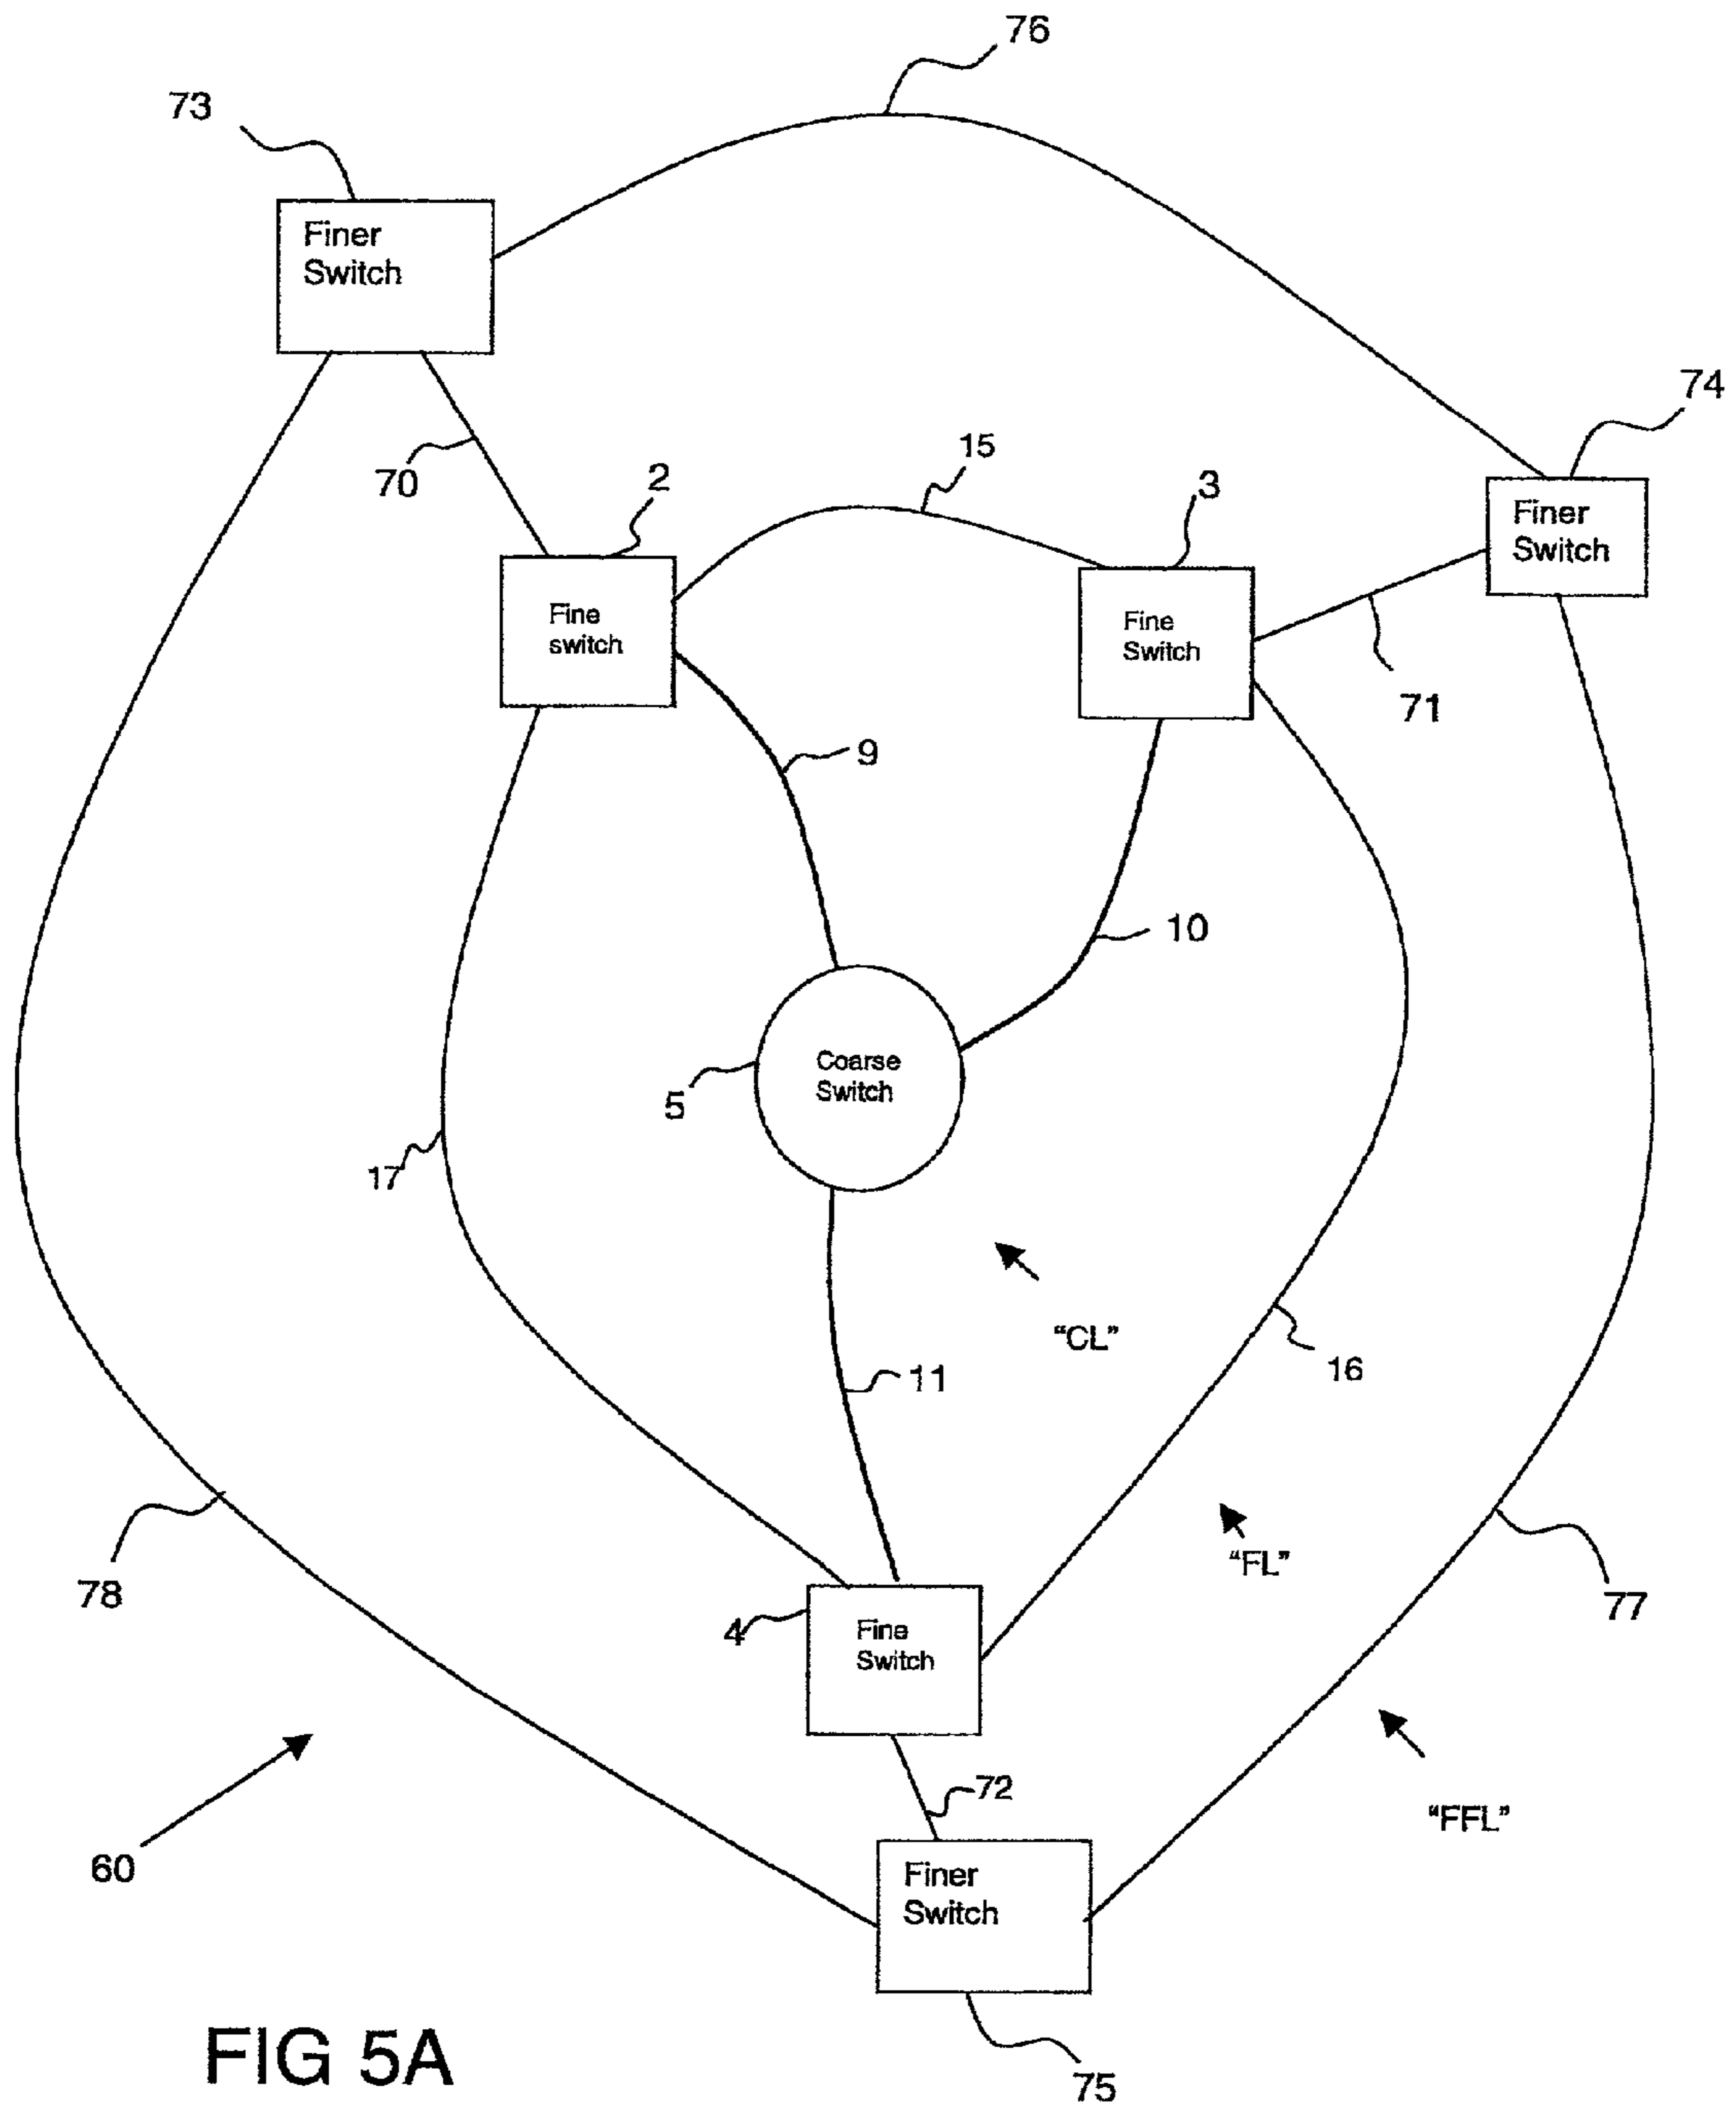 76
73
Finer
Switch
74
Finer
Switch
70
2
15
3
Fine
switch
Fine
Switch
71
9
10
Coarse
Switch
5
17
"CL"
16
11
"FL"
78
77
4
Fine
Switch
72
"FFL"
60
Finer
Switch
FIG 5A
75